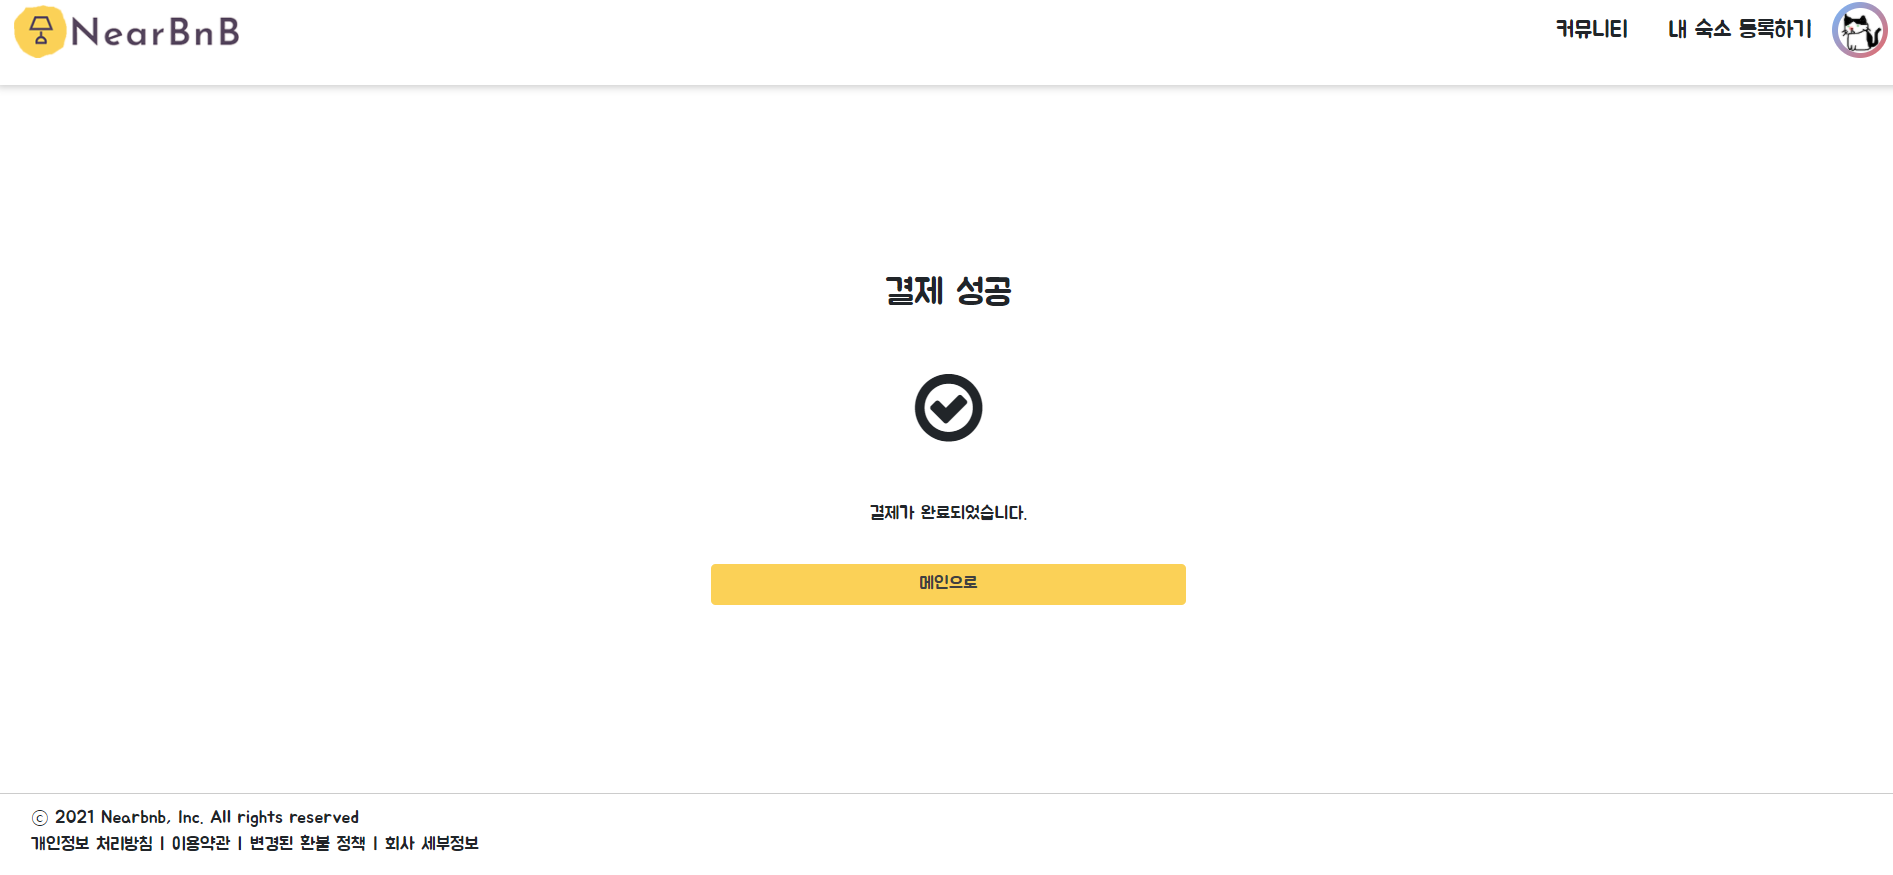 NearBnB
커뮤니티 내 숙소 등록하기
결제 성공
결제가 완료되었습니다.
메인으로
ⓒ 2021 Nearbnb, Inc. All rights reserved
개인정보 처리방침 | 이용약관 | 변경된 환불 정책 | 회사 세부정보